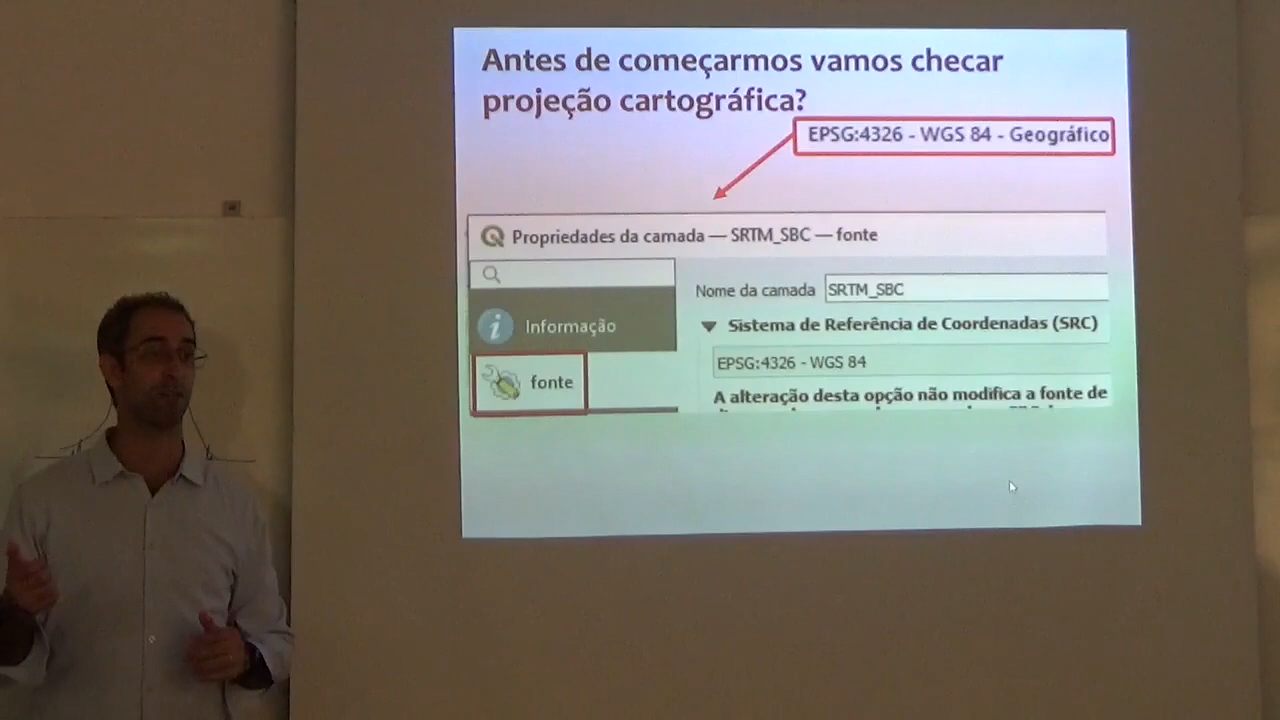 Antes de começarmos vamos checar
projeção cartográfica?
EPSG:4326 - WGS 84 - Geográfico
Propriedades da camada — SRTM_SBC — fonte
Nome da camada SRTM_SBC
Informação
Sistema de Referência de Coordenadas (SRC)
EPSG:4326 - WGS 84
fonte
A alteração desta opção não modifica a fonte de